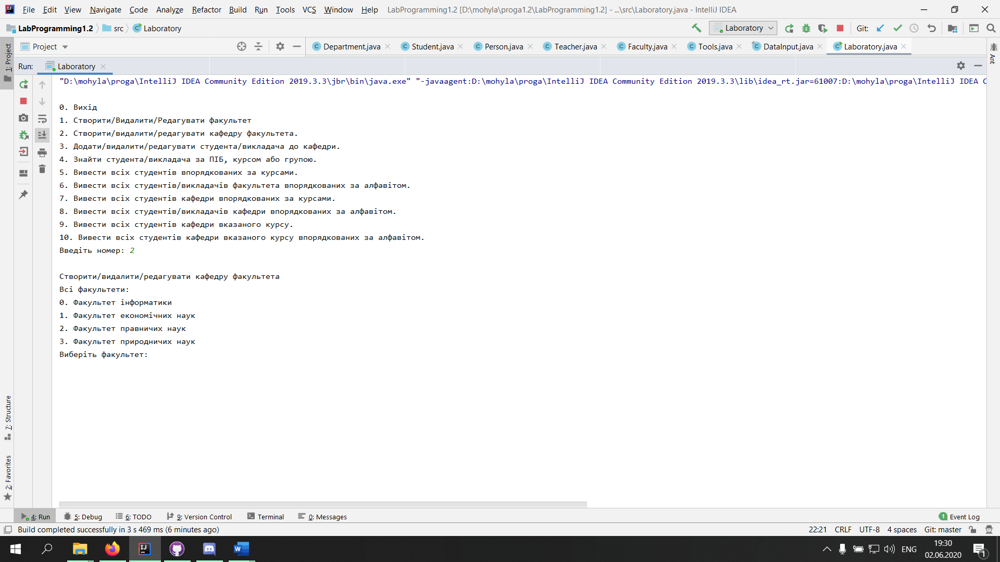 File Edit View Navigate Code Analyze Refactor Build Run Tools VCS Window Help LabProgramming1.2 [D:\mohyla\proga1.2\LabProgramming1.2] - ...\src\Laboratory.java - IntelliJ IDEA
LabProgramming1.2 src Laboratory Laboratory Git:
Project Department.java Student.java Person.java Teacher.java Faculty.java Tools.java DataInput.java Laboratory.java
1: Project
Ant
Run: Laboratory
"D:\mohyla\proga\IntelliJ IDEA Community Edition 2019.3.3\jbr\bin\java.exe" "-javaagent:D:\mohyla\proga\IntelliJ IDEA Community Edition 2019.3.3\lib\idea_rt.jar=61007:D:\mohyla\proga\IntelliJ IDEA C
0. Вихід
1. Створити/Видалити/Редагувати факультет
2. Створити/видалити/редагувати кафедру факультета.
3. Додати/видалити/редагувати студента/викладача до кафедри.
4. Знайти студента/викладача за ПІБ, курсом або групою.
5. Вивести всіх студентів впорядкованих за курсами.
6. Вивести всіх студентів/викладачів факультета впорядкованих за алфавітом.
7. Вивести всіх студентів кафедри впорядкованих за курсами.
8. Вивести всіх студентів/викладачів кафедри впорядкованих за алфавітом.
9. Вивести всіх студентів кафедри вказаного курсу.
10. Вивести всіх студентів кафедри вказаного курсу впорядкованих за алфавітом.
Введіть номер: 2
Створити/видалити/редагувати кафедру факультета
Всі факультети:
0. Факультет інформатики
1. Факультет економічних наук
2. Факультет правничих наук
3. Факультет природничих наук
Виберіть факультет:
7: Structure
2: Favorites
4: Run 5: Debug 6: TODO 9: Version Control Terminal 0: Messages 1 Event Log
Build completed successfully in 3 s 469 ms (6 minutes ago) 22:21 CRLF UTF-8 4 spaces Git: master
ENG 19:30
02.06.2020 1